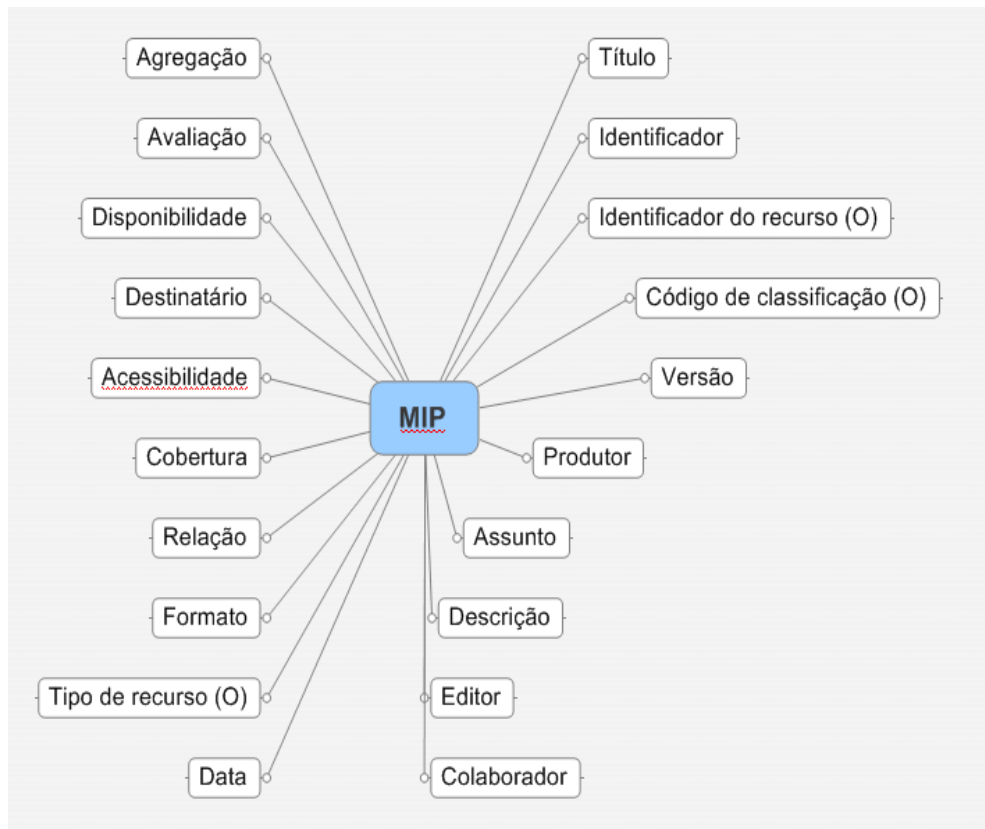 Agregação
Título
Avaliação
Identificador
Disponibilidade
Identificador do recurso (O)
Destinatário
Código de classificação (O)
Acessibilidade
Versão
MIP
Cobertura
Produtor
Relação
Assunto
Formato
Descrição
Tipo de recurso (O)
Editor
Data
Colaborador